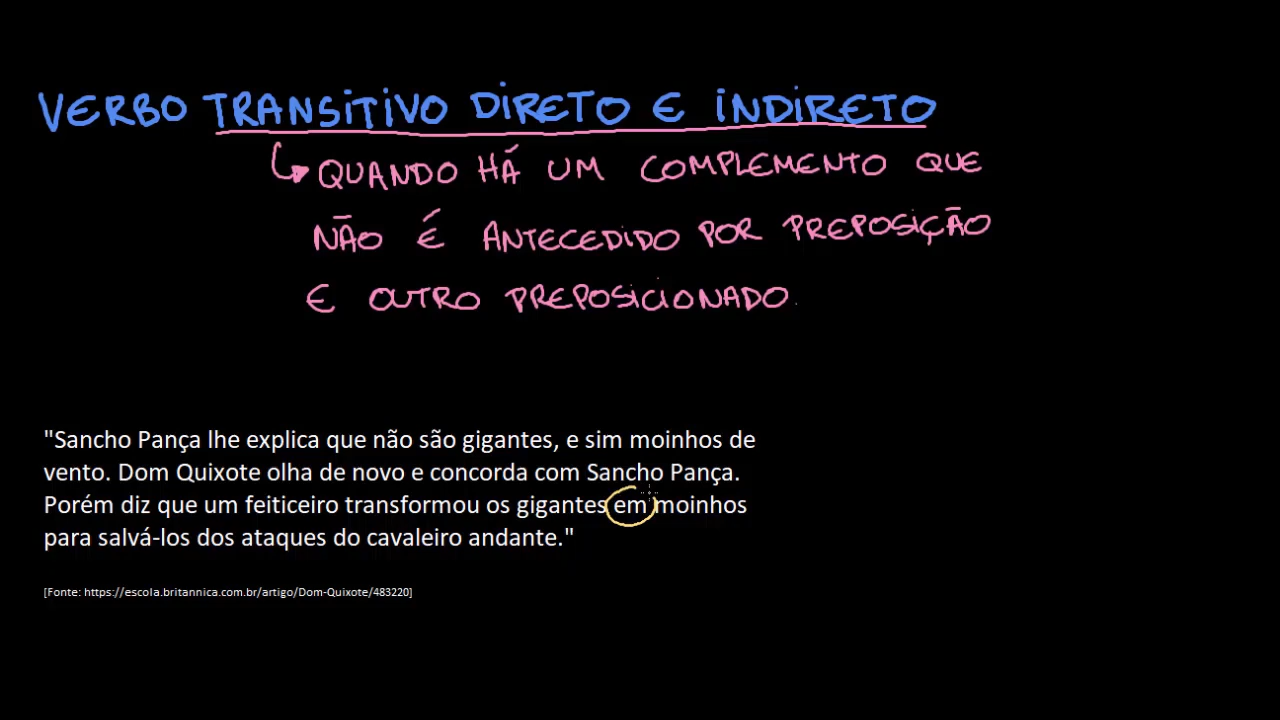 VERBO TRANSITIVO DIRETO E INDIRETO
QUANDO HÁ UM COMPLEMENTO QUE
NÃO É ANTECEDIDO POR PREPOSIÇÃO
E OUTRO PREPOSICIONADO.
"Sancho Pança lhe explica que não são gigantes, e sim moinhos de
vento. Dom Quixote olha de novo e concorda com Sancho Pança.
Porém diz que um feiticeiro transformou os gigantes em moinhos
para salvá-los dos ataques do cavaleiro andante."
[Fonte: https://escola.britannica.com.br/artigo/Dom-Quixote/483220]